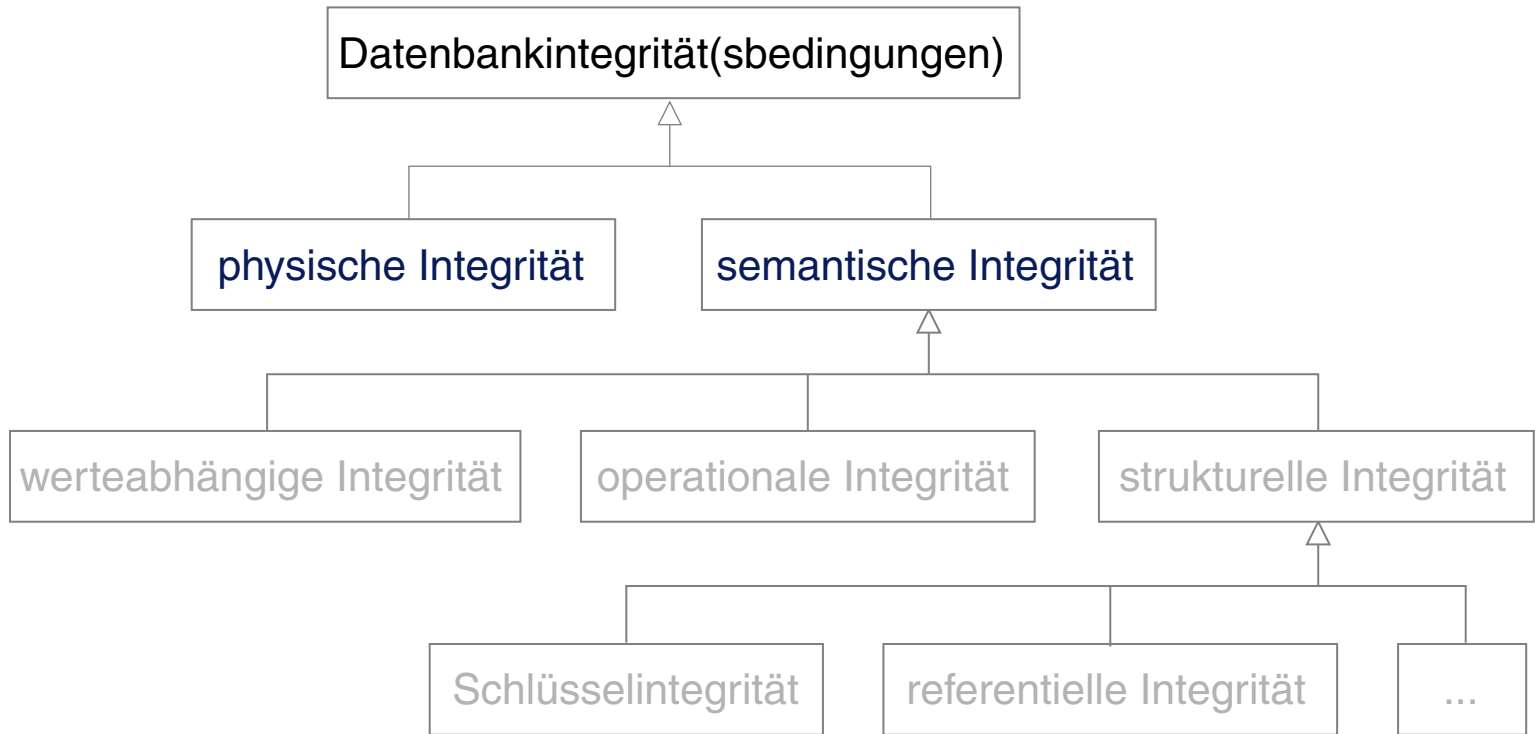 Datenbankintegrität(sbedingungen)
physische Integrität
semantische Integrität
werteabhängige Integrität
operationale Integrität
strukturelle Integrität
Schlüsselintegrität
referentielle Integrität
...